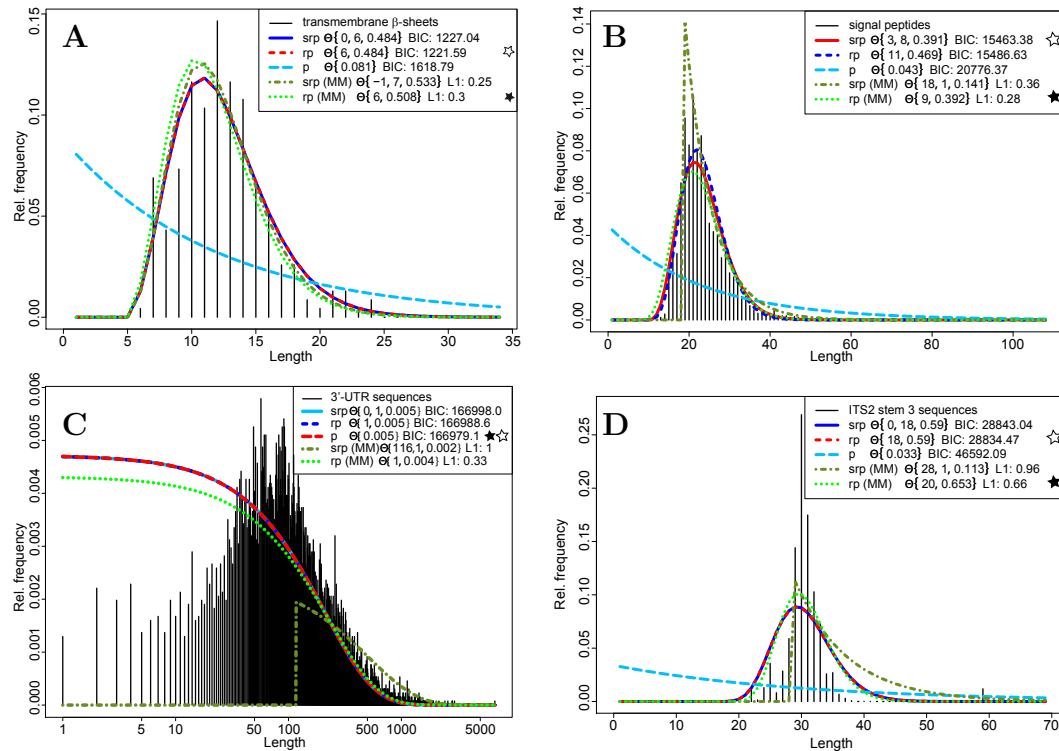 A
transmembrane β-sheets
srp Θ{ 0, 6, 0.484} BIC: 1227.04
rp Θ{ 6, 0.484} BIC: 1221.59
p Θ{ 0.081} BIC: 1618.79
srp (MM) Θ{ −1, 7, 0.533} L1: 0.25
rp (MM) Θ{ 6, 0.508} L1: 0.3
Rel. frequency
0.15
0.10
0.05
0.00
0 5 10 15 20 25 30 35
Length
B
signal peptides
srp Θ{ 3, 8, 0.391} BIC: 15463.38
rp Θ{ 11, 0.469} BIC: 15486.63
p Θ{ 0.043} BIC: 20776.37
srp (MM) Θ{ 18, 1, 0.141} L1: 0.36
rp (MM) Θ{ 9, 0.392} L1: 0.28
Rel. frequency
0.14
0.12
0.10
0.08
0.06
0.04
0.02
0.00
0 20 40 60 80 100
Length
C
3'-UTR sequences
srp Θ{ 0, 1, 0.005} BIC: 166998.0
rp Θ{ 1, 0.005} BIC: 166988.6
p Θ{ 0.005} BIC: 166979.1
srp (MM) Θ{ 116, 1, 0.002} L1: 1
rp (MM) Θ{ 1, 0.004} L1: 0.33
Rel. frequency
0.006
0.005
0.004
0.003
0.002
0.001
0.000
1 5 10 50 100 500 1000 5000
Length
D
ITS2 stem 3 sequences
srp Θ{ 0, 18, 0.59} BIC: 28843.04
rp Θ{ 18, 0.59} BIC: 28834.47
p Θ{ 0.033} BIC: 46592.09
srp (MM) Θ{ 28, 1, 0.113} L1: 0.96
rp (MM) Θ{ 20, 0.653} L1: 0.66
Rel. frequency
0.25
0.20
0.15
0.10
0.05
0.00
0 10 20 30 40 50 60 70
Length